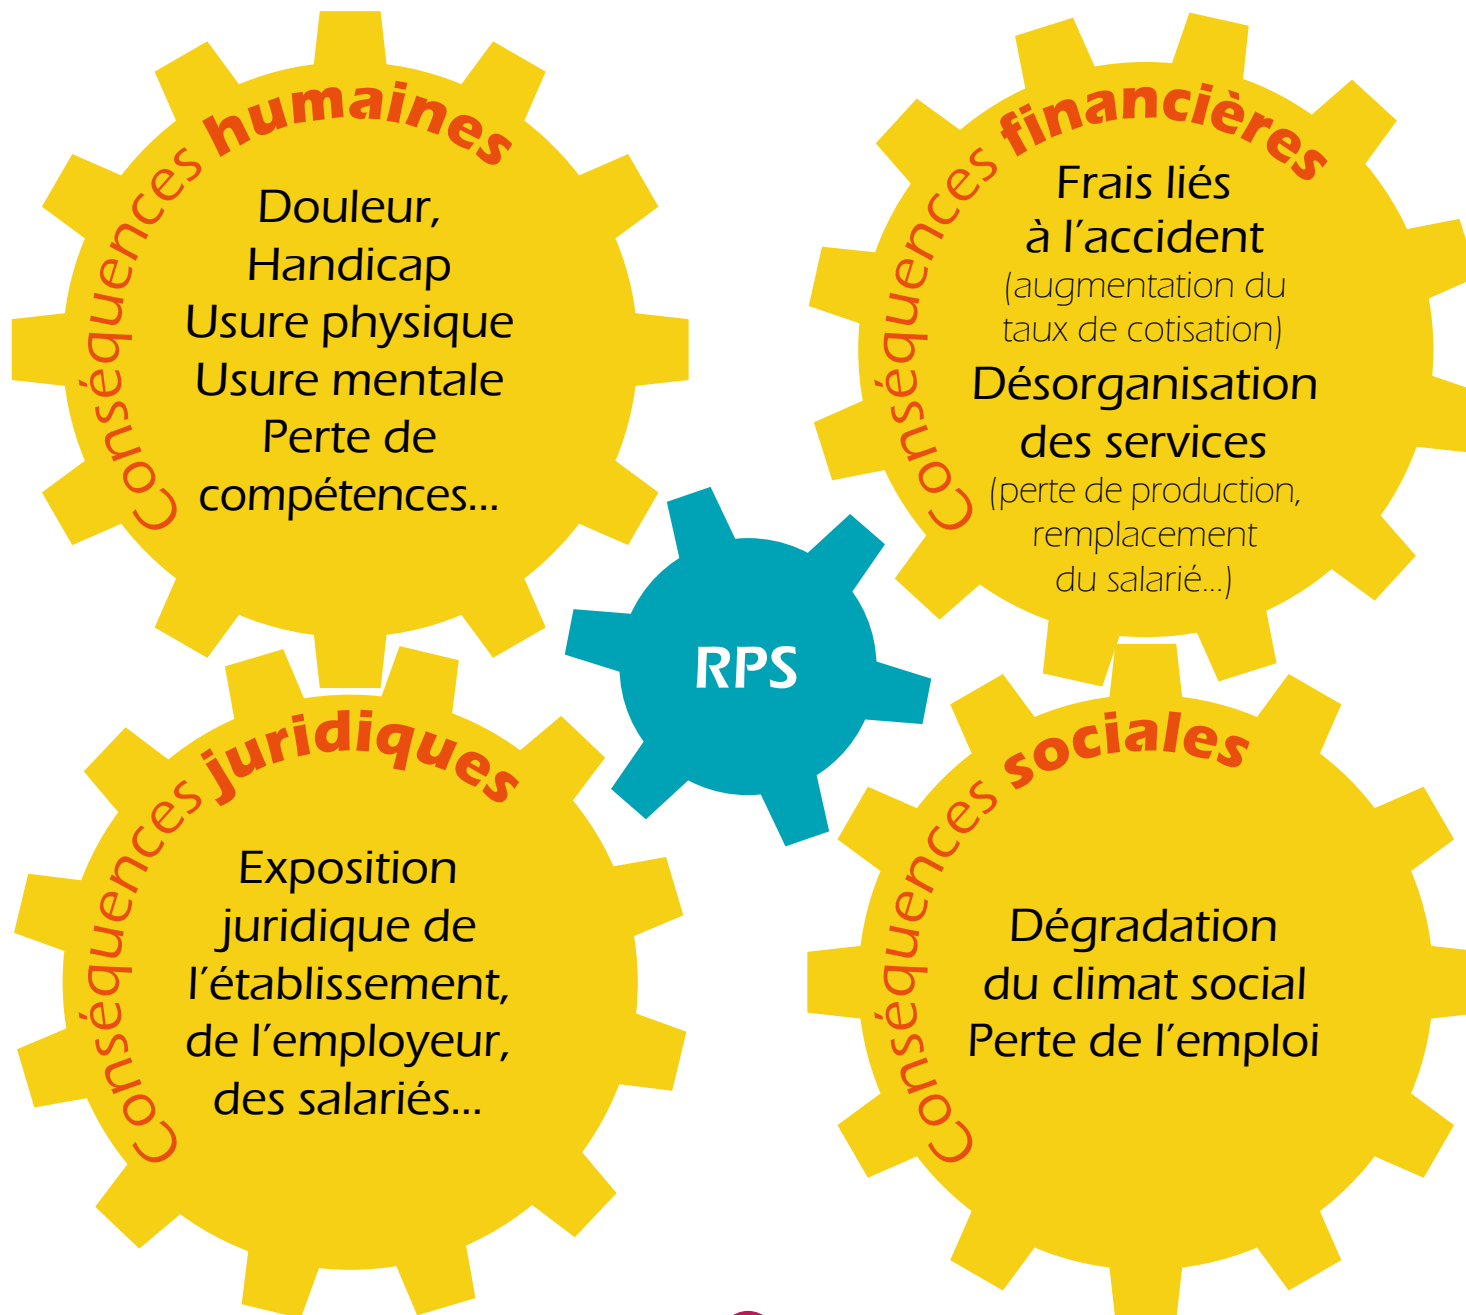 Conséquences humaines
Douleur,
Handicap
Usure physique
Usure mentale
Perte de
compétences...
Conséquences financières
Frais liés
à l’accident
(augmentation du
taux de cotisation)
Désorganisation
des services
(perte de production,
remplacement
du salarié...)
RPS
Conséquences juridiques
Exposition
juridique de
l’établissement,
de l’employeur,
des salariés...
Conséquences sociales
Dégradation
du climat social
Perte de l’emploi